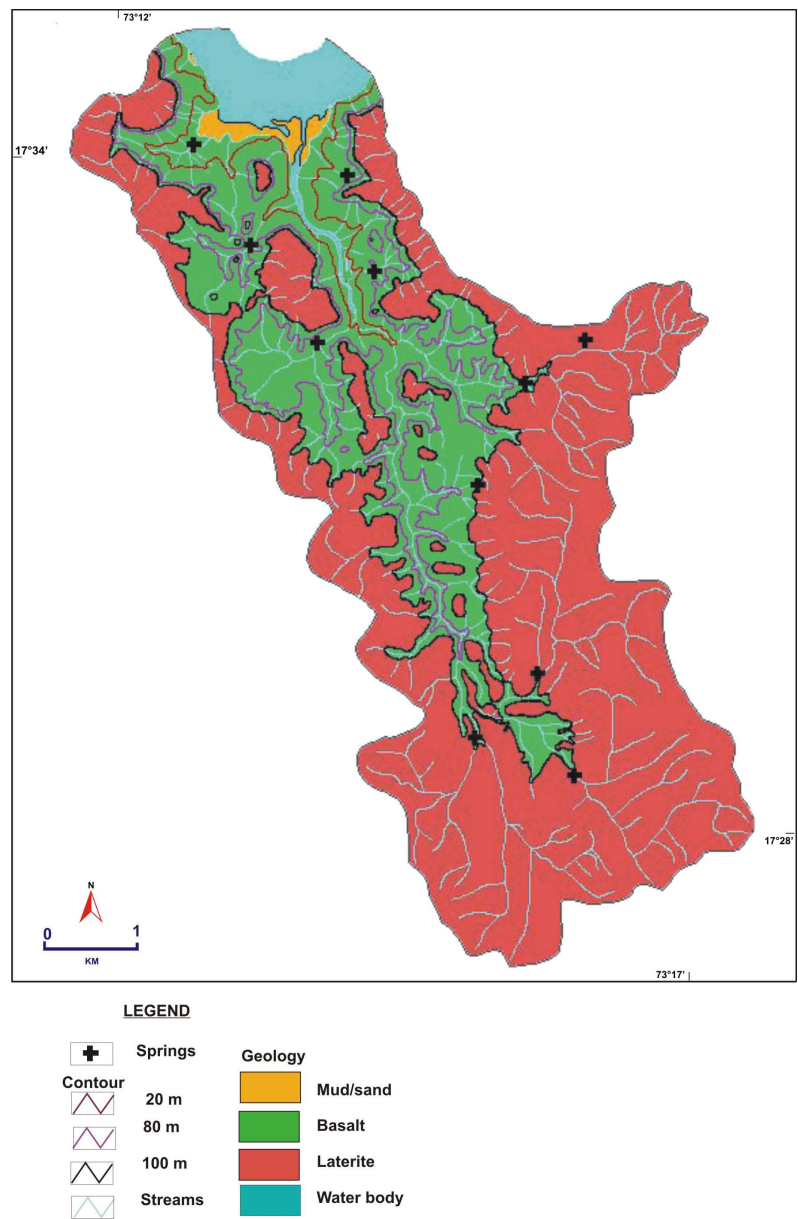 73°12'
17°34'
17°28'
N
0 1
KM
73°17'
LEGEND
Springs
Contour
20 m
80 m
100 m
Streams
Geology
Mud/sand
Basalt
Laterite
Water body